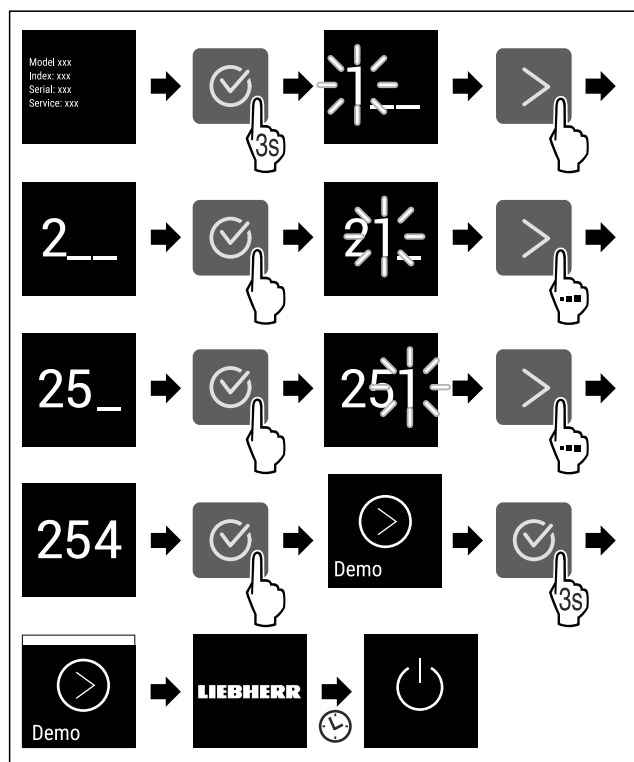 Model xxx
Index: xxx
Serial: xxx
Service: xxx
3s
1__
2__
21_
25_
251
254
Demo
3s
Demo
LIEBHERR